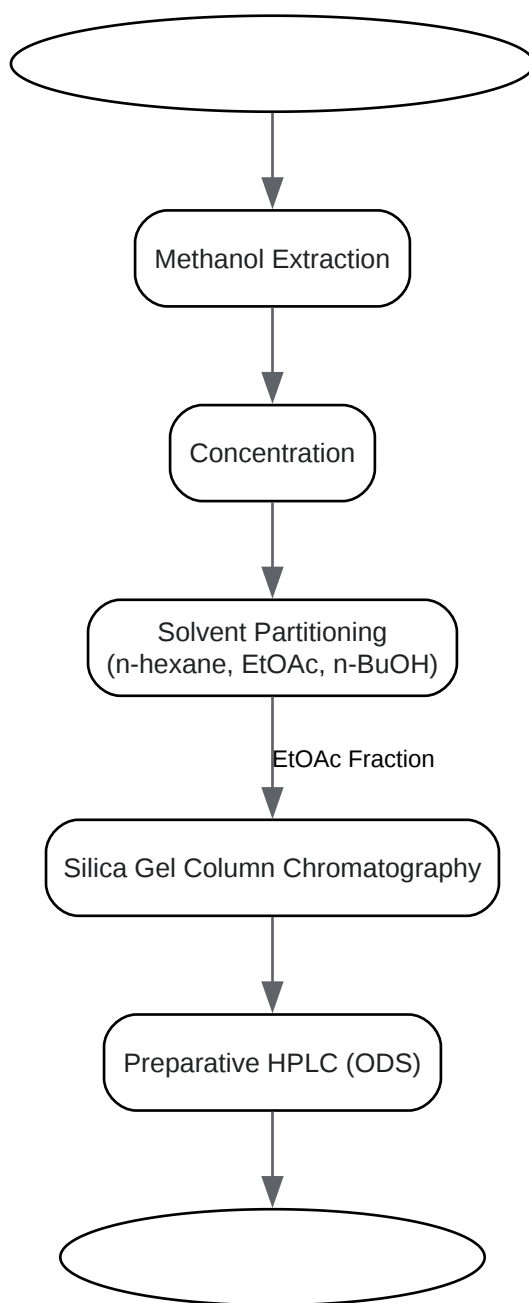 Methanol Extraction
Concentration
Solvent Partitioning
(n-hexane, EtOAc, n-BuOH)
EtOAc Fraction
Silica Gel Column Chromatography
Preparative HPLC (ODS)